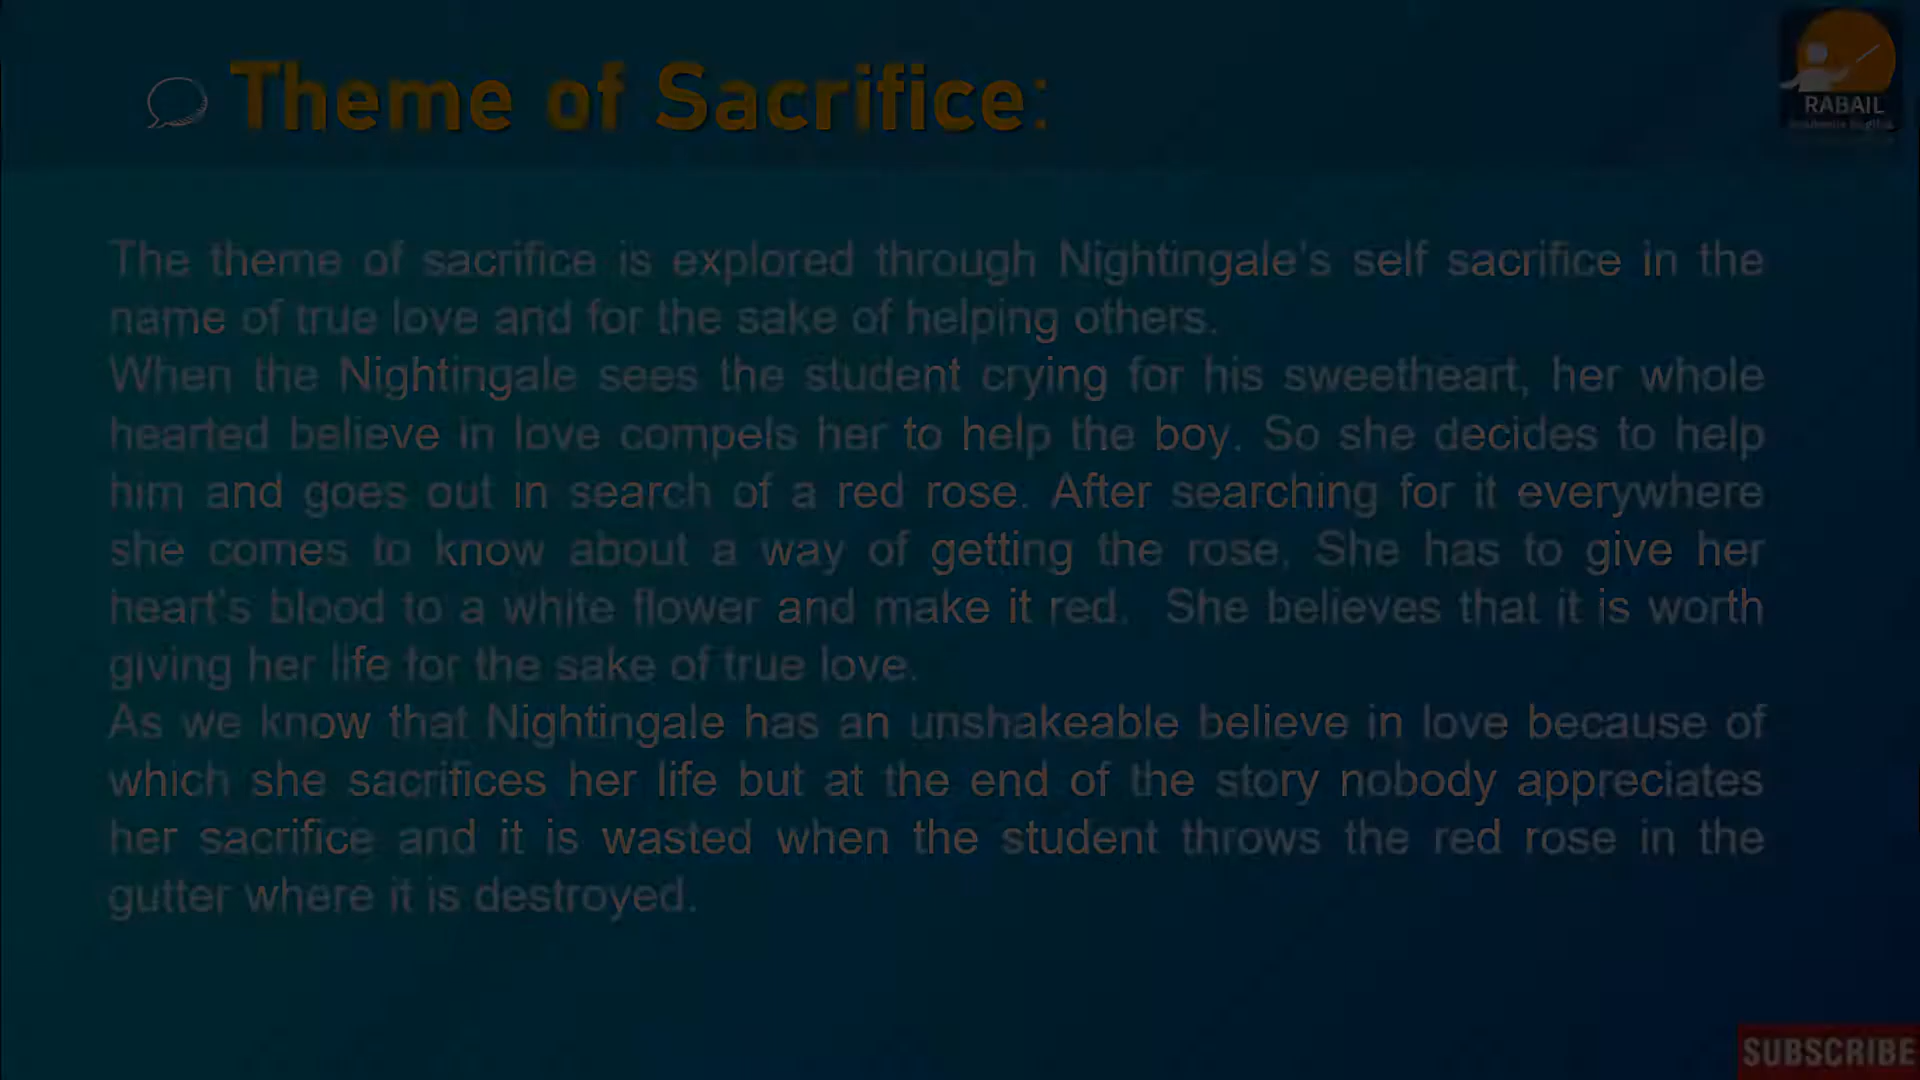 Theme of Sacrifice:
RABAIL
The theme of sacrifice is explored through Nightingale's self sacrifice in the
name of true love and for the sake of helping others.
When the Nightingale sees the student crying for his sweetheart, her whole
hearted believe in love compels her to help the boy. So she decides to help
him and goes out in search of a red rose. After searching for it everywhere
she comes to know about a way of getting the rose. She has to give her
heart's blood to a white flower and make it red. She believes that it is worth
giving her life for the sake of true love.
As we know that Nightingale has an unshakeable believe in love because of
which she sacrifices her life but at the end of the story nobody appreciates
her sacrifice and it is wasted when the student throws the red rose in the
gutter where it is destroyed.
SUBSCRIBE